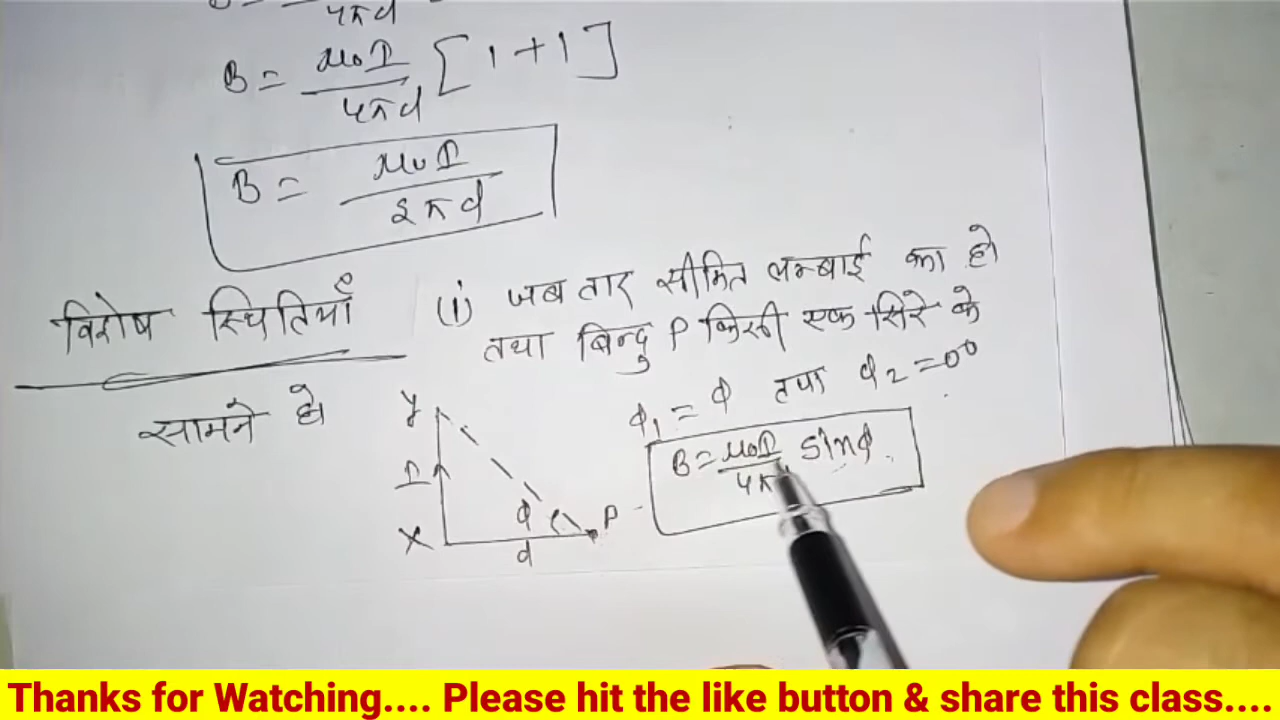 4πd
B = μ₀I / 4πd [1+1]
B = μ₀I / 2πd
विशेष स्थितियाँ (i) जब तार सीमित लम्बाई का हो
तथा बिन्दु P किसी एक सिरे के
सामने हो
φ₁ = φ तथा φ₂ = 0°
B = μ₀I / 4π sinφ
Y
I
X
φ
d
P
Thanks for Watching.... Please hit the like button & share this class....